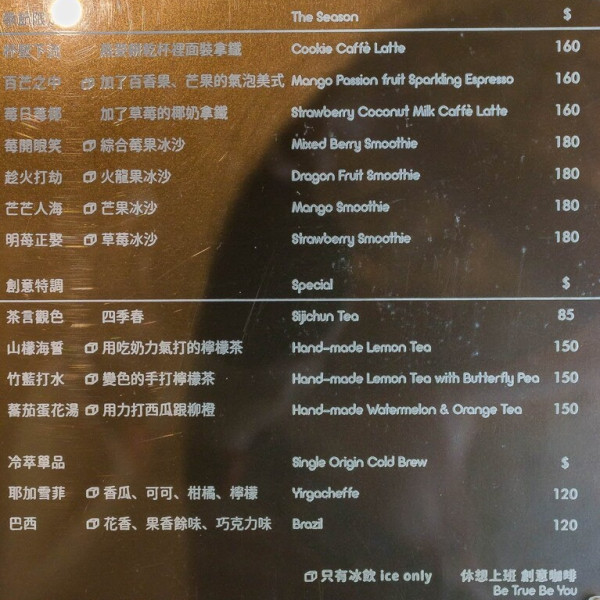 The Season $
Cookie Caffè Latte 160
百芒之中 加了百香果、芒果的氣泡美式 Mango Passion fruit Sparkling Espresso 160
莓日莓椰 加了草莓的椰奶拿鐵 Strawberry Coconut Milk Caffè Latte 160
莓開眼笑 綜合莓果冰沙 Mixed Berry Smoothie 180
趁火打劫 火龍果冰沙 Dragon Fruit Smoothie 180
芒芒人海 芒果冰沙 Mango Smoothie 180
明苺正娶 草莓冰沙 Strawberry Smoothie 180
創意特調 Special $
茶言觀色 四季春 Sijichun Tea 85
山檬海誓 用吃奶力氣打的檸檬茶 Hand-made Lemon Tea 150
竹藍打水 變色的手打檸檬茶 Hand-made Lemon Tea with Butterfly Pea 150
蕃茄蛋花湯 用力打西瓜跟柳橙 Hand-made Watermelon & Orange Tea 150
冷萃單品 Single Origin Cold Brew $
耶加雪菲 香瓜、可可、柑橘、檸檬 Yirgacheffe 120
巴西 花香、果香餘味、巧克力味 Brazil 120
只有冰飲 ice only 休想上班 創意咖啡
Be True Be You